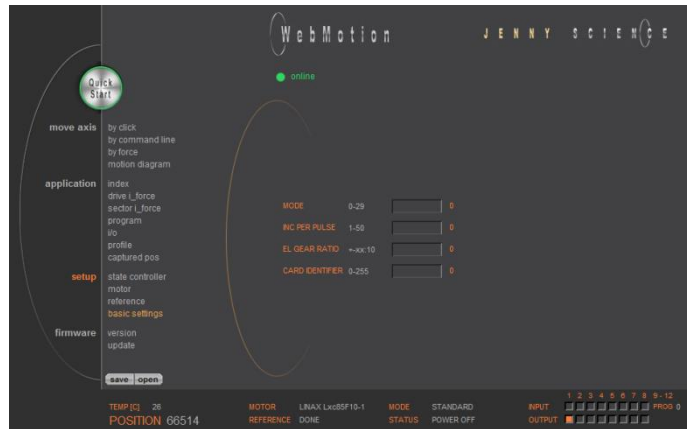 WebMotion
JENNY SCIENCE
online
Quick Start
move axis
by click
by command line
by force
motion diagram
application
index
drive i_force
sector i_force
program
i/o
profile
captured pos
setup
state controller
motor
reference
basic settings
firmware
version
update
save open
MODE 0-29 0
INC PER PULSE 1-50 0
EL GEAR RATIO +-xx:10 0
CARD IDENTIFIER 0-255 0
TEMP [C] 26
POSITION 66514
MOTOR LINAX Lxc85F10-1
REFERENCE DONE
MODE STANDARD
STATUS POWER OFF
1 2 3 4 5 6 7 8 9-12
INPUT PROG 0
OUTPUT